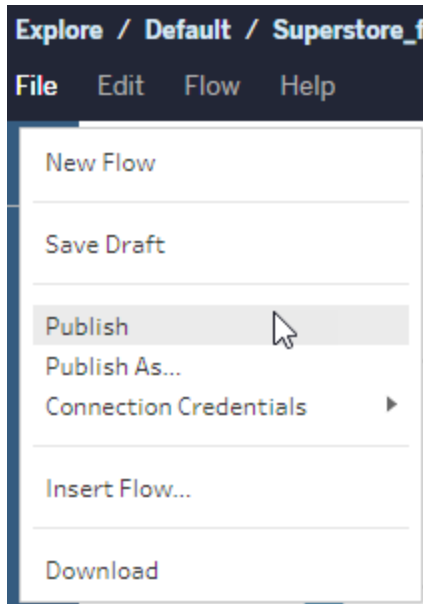 Explore / Default / Superstore_f
File Edit Flow Help
New Flow
Save Draft
Publish
Publish As...
Connection Credentials
Insert Flow...
Download